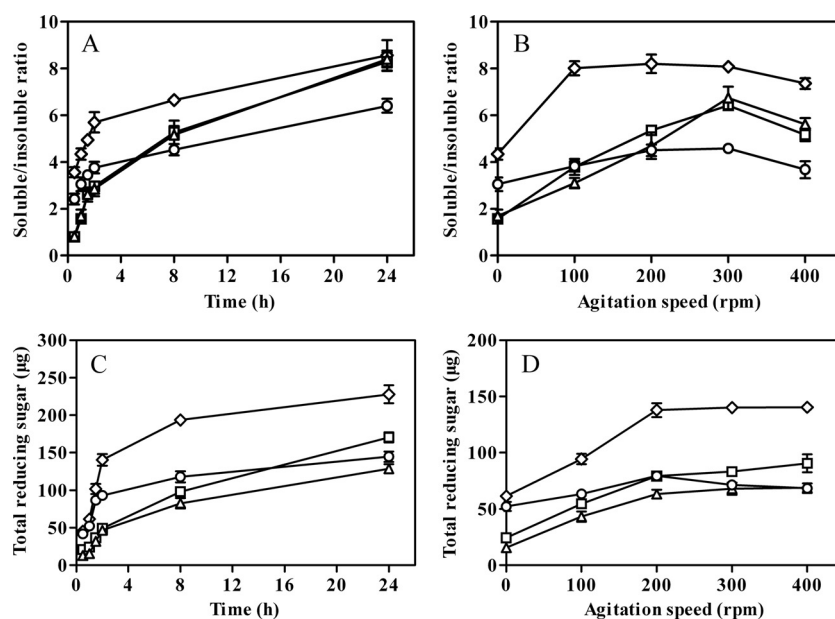 A
Soluble/insoluble ratio
10
8
6
4
2
0
0 4 8 12 16 20 24
Time (h)
B
Soluble/insoluble ratio
10
8
6
4
2
0
0 100 200 300 400
Agitation speed (rpm)
C
Total reducing sugar (µg)
300
250
200
150
100
50
0
0 4 8 12 16 20 24
Time (h)
D
Total reducing sugar (µg)
200
150
100
50
0
0 100 200 300 400
Agitation speed (rpm)